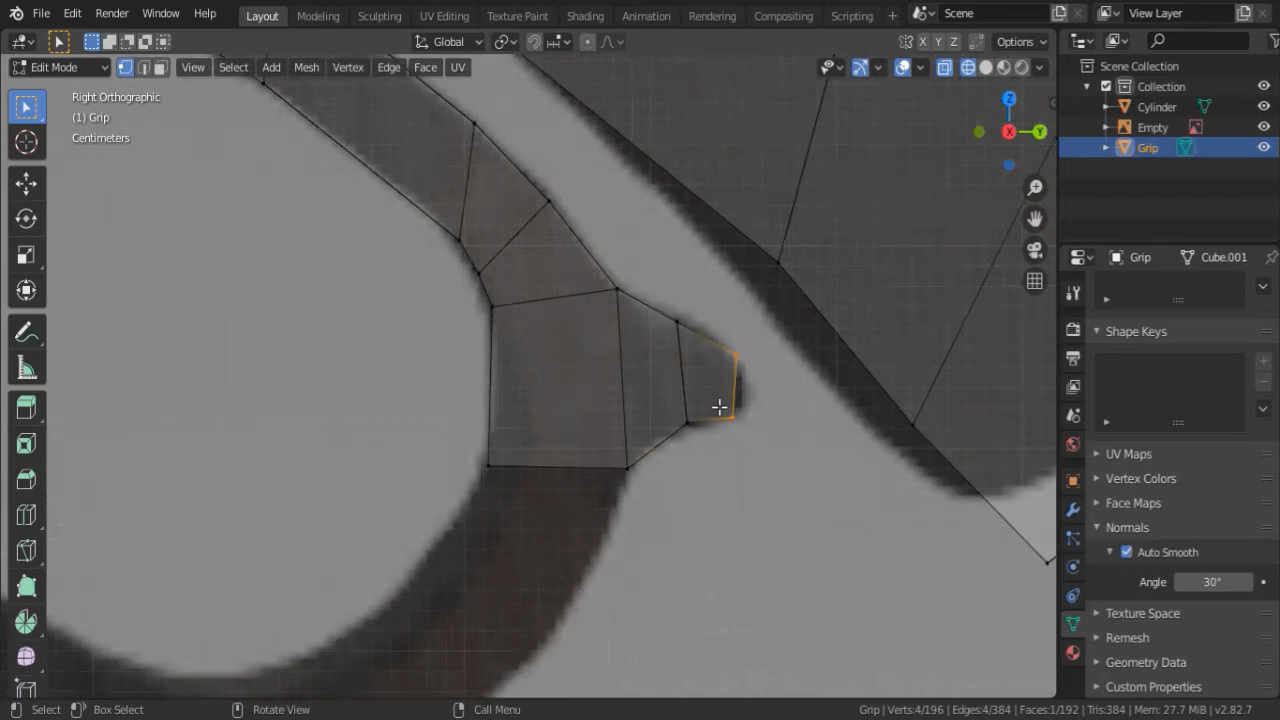 File Edit Render Window Help Layout Modeling Sculpting UV Editing Texture Paint Shading Animation Rendering Compositing Scripting + Scene View Layer
Global X Y Z Options
Edit Mode View Select Add Mesh Vertex Edge Face UV
Right Orthographic
(1) Grip
Centimeters
Z
X
Y
Scene Collection
Collection
Cylinder
Empty
Grip
Grip Cube.001
Shape Keys
UV Maps
Vertex Colors
Face Maps
Normals
Auto Smooth
Angle 30°
Texture Space
Remesh
Geometry Data
Custom Properties
Select Box Select Rotate View Call Menu Grip | Verts:4/196 | Edges:4/384 | Faces:1/192 | Tris:384 | Mem: 27.7 MiB | v2.82.7